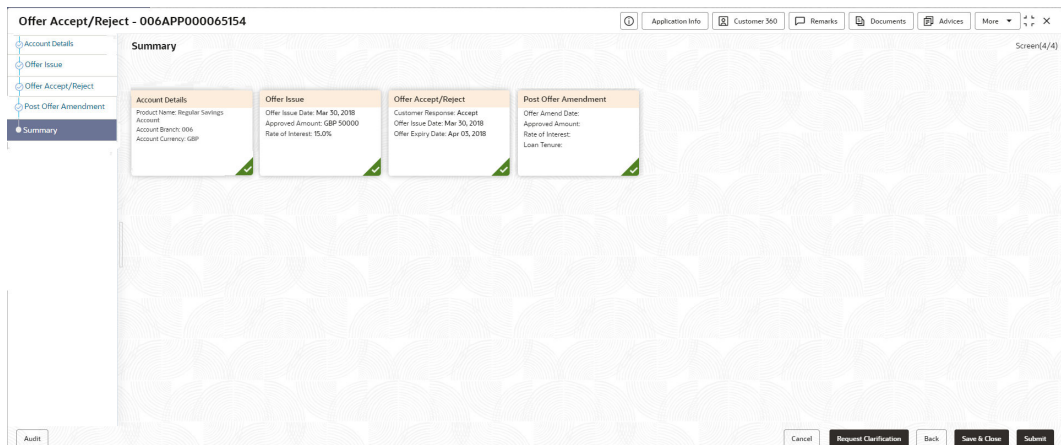 Offer Accept/Reject - 006APP000065154
Application Info
Customer 360
Remarks
Documents
Advices
More
Account Details
Offer Issue
Offer Accept/Reject
Post Offer Amendment
Summary
Summary
Screen(4/4)
Account Details
Product Name: Regular Savings
Account
Account Branch: 006
Account Currency: GBP
Offer Issue
Offer Issue Date: Mar 30, 2018
Approved Amount: GBP 50000
Rate of Interest: 15.0%
Offer Accept/Reject
Customer Response: Accept
Offer Issue Date: Mar 30, 2018
Offer Expiry Date: Apr 03, 2018
Post Offer Amendment
Offer Amend Date:
Approved Amount:
Rate of Interest:
Loan Tenure:
Audit
Cancel
Request Clarification
Back
Save & Close
Submit